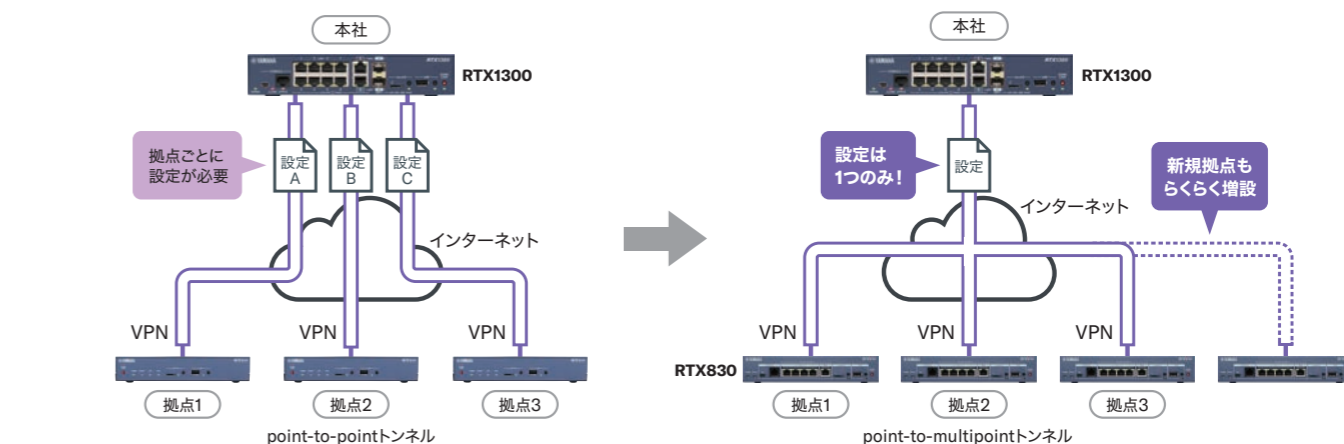 本社
RTX1300
拠点ごとに
設定が必要
設定
A
設定
B
設定
C
インターネット
VPN
VPN
VPN
拠点1
拠点2
拠点3
point-to-pointトンネル
本社
RTX1300
設定は
1つのみ!
設定
新規拠点も
らくらく増設
インターネット
VPN
VPN
VPN
RTX830
拠点1
拠点2
拠点3
point-to-multipointトンネル